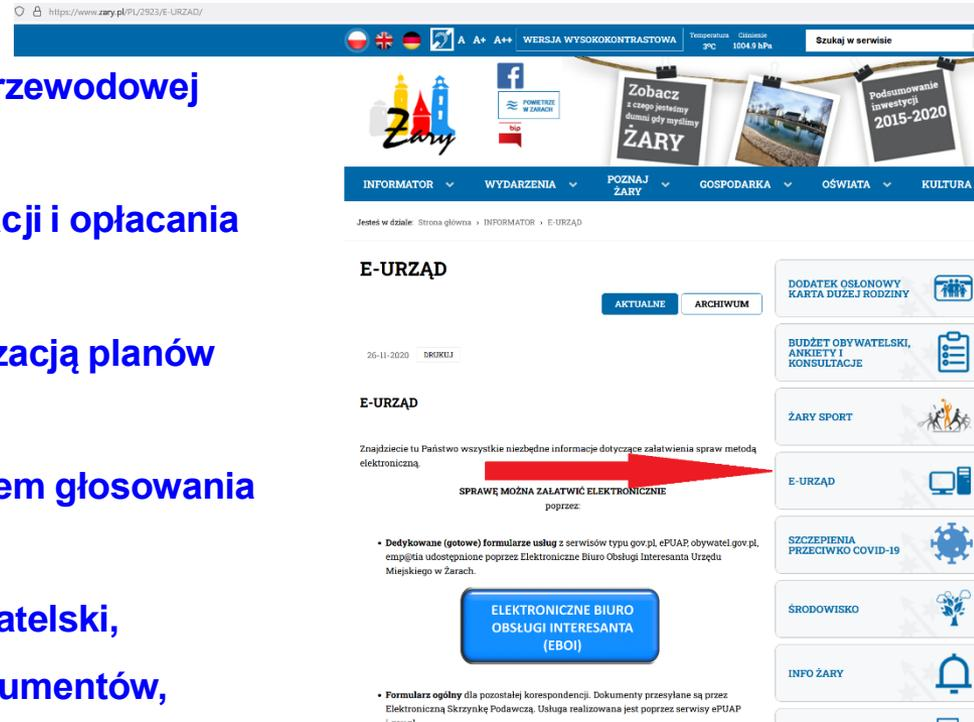 https://www.zary.pl/PL/2923/E-URZAD/
A A+ A++ WERSJA WYSOKOKONTRASTOWA
Temperatura Ciśnienie
3°C 1004.9 hPa
Szukaj w serwisie
rzewodowej
cji i opłacania
zacją planów
em głosowania
atelski,
umentów,
Żary
f
POWIETRZE
W ŻARACH
bip
Zobacz
z czego jesteśmy
dumni gdy myślimy
ŻARY
Podsumowanie
inwestycji
2015-2020
INFORMATOR WYDARZENIA POZNAJ ŻARY GOSPODARKA OŚWIATA KULTURA
Jesteś w dziale: Strona główna › INFORMATOR › E-URZĄD
E-URZĄD
AKTUALNE ARCHIWUM
26-11-2020 DRUKUJ
E-URZĄD
Znajdziecie tu Państwo wszystkie niezbędne informacje dotyczące załatwienia spraw metodą
elektroniczną.
SPRAWĘ MOŻNA ZAŁATWIĆ ELEKTRONICZNIE
poprzez:
• Dedykowane (gotowe) formularze usług z serwisów typu gov.pl, ePUAP, obywatel.gov.pl,
emp@tia udostępnione poprzez Elektroniczne Biuro Obsługi Interesanta Urzędu
Miejskiego w Żarach.
ELEKTRONICZNE BIURO
OBSŁUGI INTERESANTA
(EBOI)
• Formularz ogólny dla pozostałej korespondencji. Dokumenty przesyłane są przez
Elektroniczną Skrzynkę Podawczą. Usługa realizowana jest poprzez serwisy ePUAP
DODATEK OSŁONOWY
KARTA DUŻEJ RODZINY
BUDŻET OBYWATELSKI,
ANKIETY I
KONSULTACJE
ŻARY SPORT
E-URZĄD
SZCZEPIENIA
PRZECIWKO COVID-19
ŚRODOWISKO
INFO ŻARY